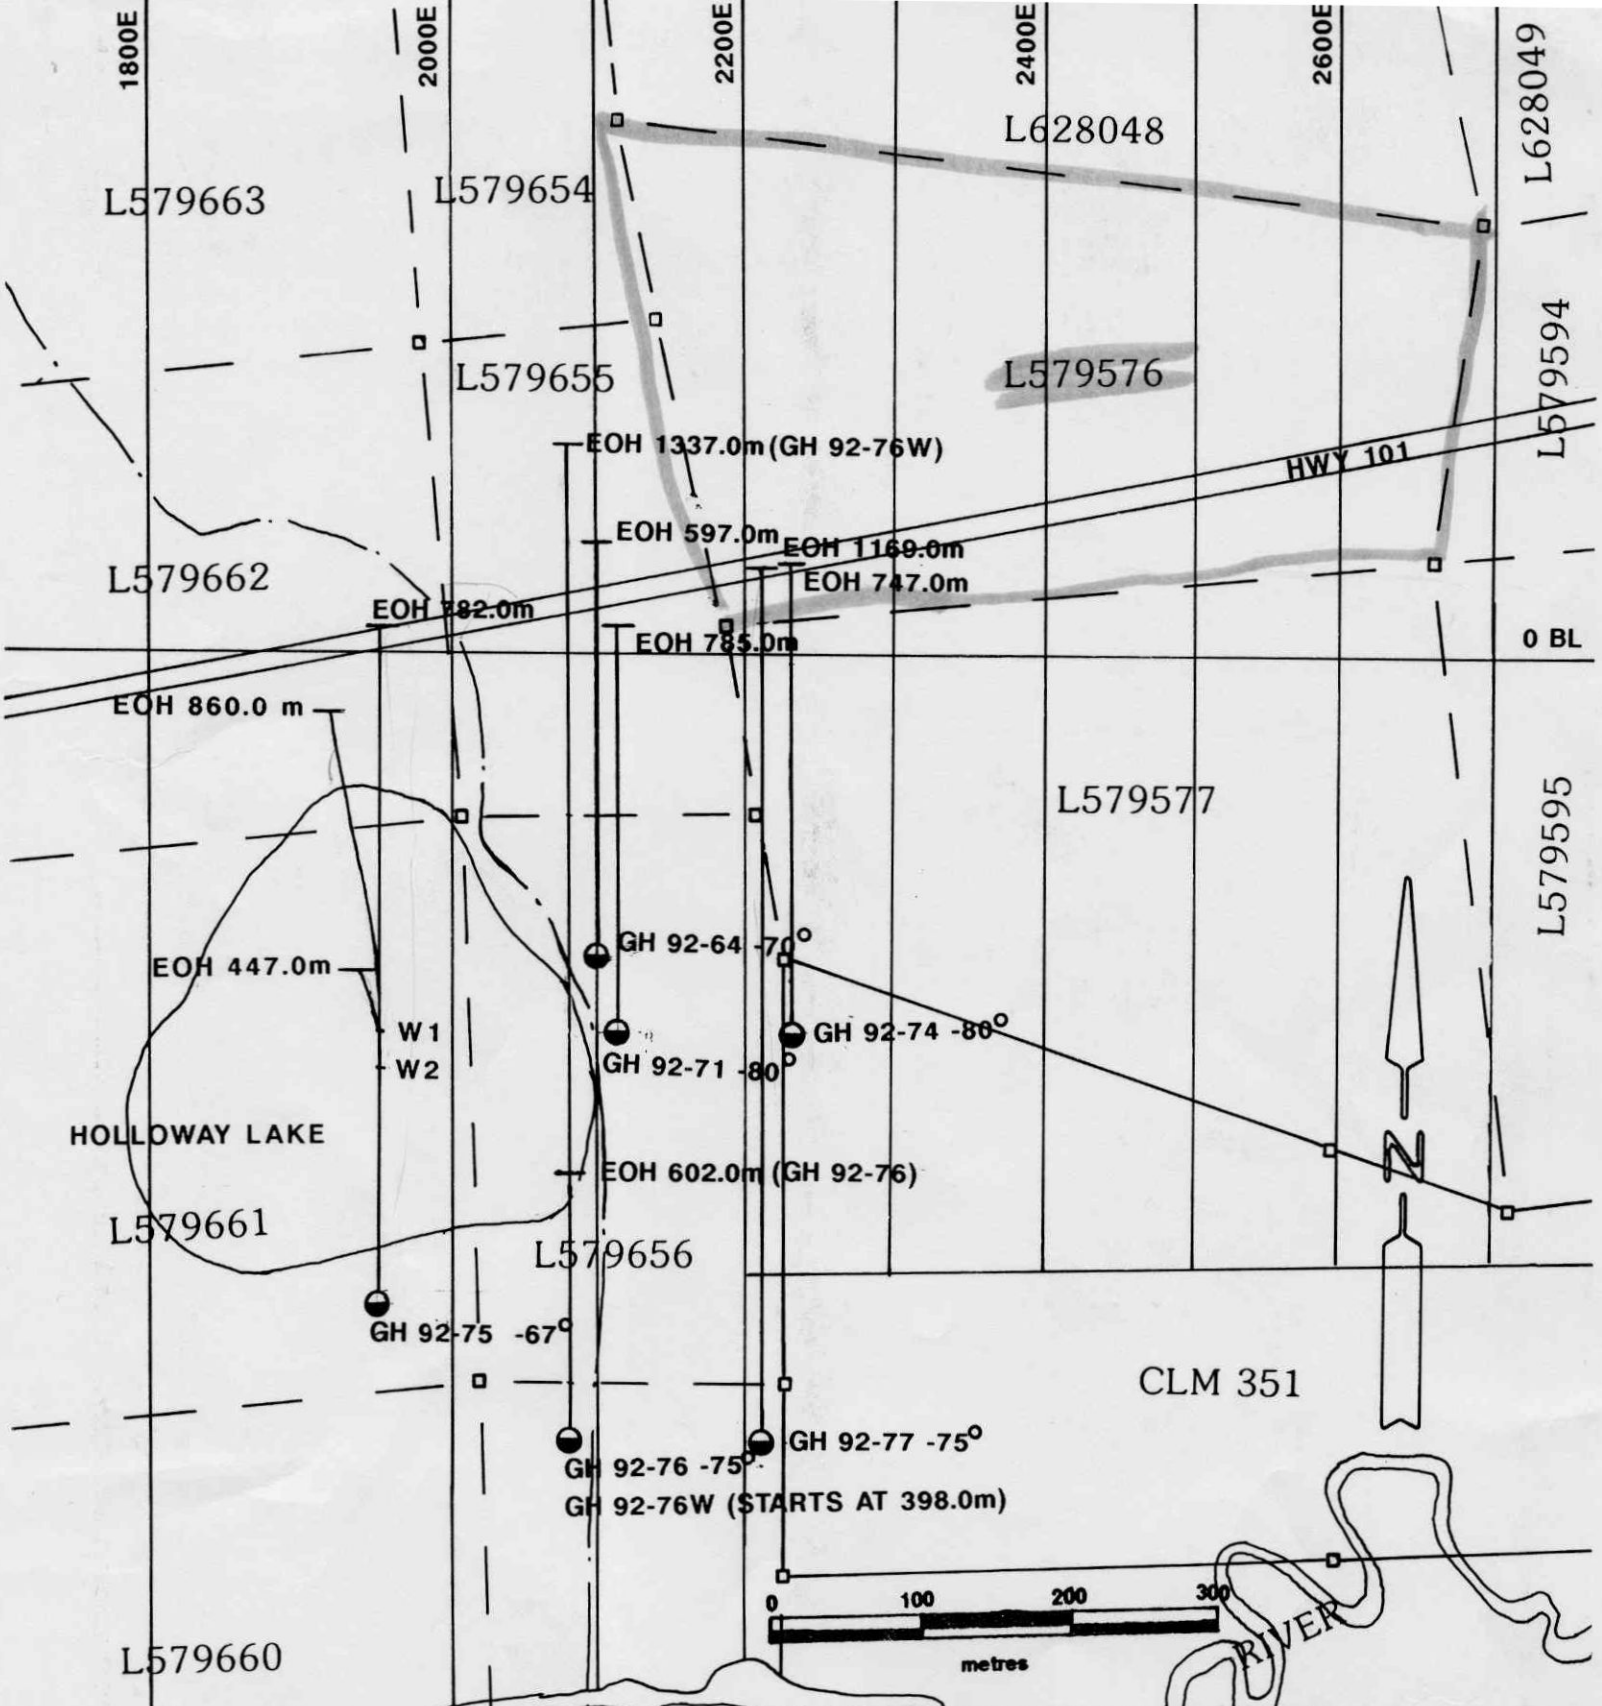 1800E
2000E
2200E
2400E
2600E
L628049
L628048
L579663
L579654
L579655
L579576
L579594
EOH 1337.0m (GH 92-76W)
HWY 101
EOH 597.0m
EOH 1169.0m
L579662
EOH 747.0m
EOH 782.0m
EOH 785.0m
0 BL
EOH 860.0 m
L579577
L579595
GH 92-64 -70°
EOH 447.0m
W1
GH 92-74 -80°
W2
GH 92-71 -80°
HOLLOWAY LAKE
N
EOH 602.0m (GH 92-76)
L579661
L579656
GH 92-75 -67°
CLM 351
GH 92-77 -75°
GH 92-76 -75°
GH 92-76W (STARTS AT 398.0m)
0 100 200 300
metres
RIVER
L579660